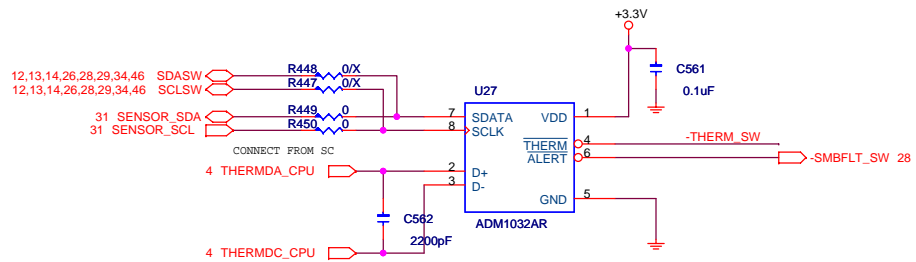 +3.3V
R448 0/X
12,13,14,26,28,29,34,46 SDASW
R447 0/X
12,13,14,26,28,29,34,46 SCLSW
C561
0.1uF
U27
R449 0
31 SENSOR_SDA
7 SDATA VDD 1
R450 0
31 SENSOR_SCL
8 SCLK
THERM 4 -THERM_SW
ALERT 6 -SMBFLT_SW 28
CONNECT FROM SC
4 THERMDA_CPU 2 D+
3 D-
GND 5
C562
2200pF
ADM1032AR
4 THERMDC_CPU